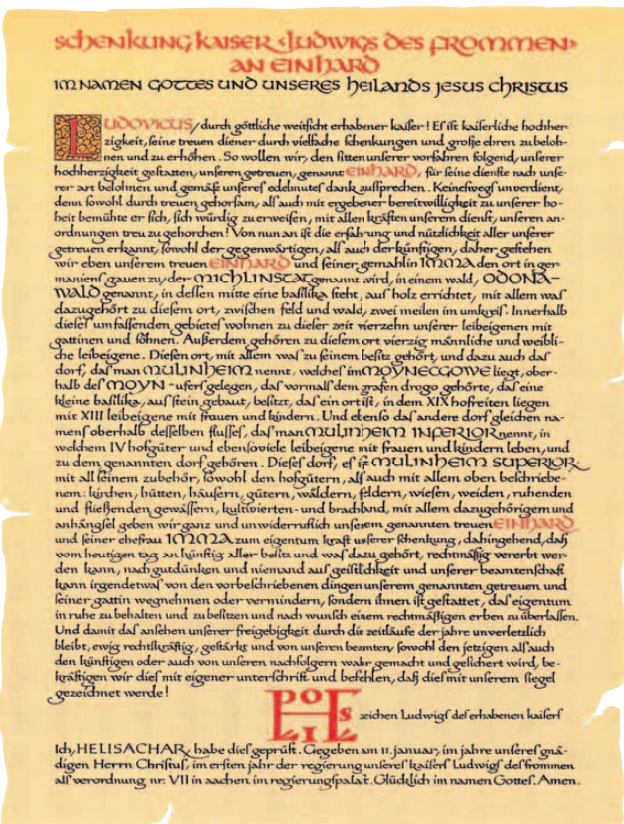 schenkung kaiser ‹ludwigs des frommen›
an einhard
im namen gottes und unseres heilands jesus christus
LUDOVICUS/durch göttliche weitsicht erhabener kaiser! Eſ iſt kaiſerliche hochher-
zigkeit, ſeine treuen diener durch vielfache ſchenkungen und große ehren zu beloh-
nen und zu erhöhen. So wollen wir, den ſitten unſerer vorfahren folgend, unſerer
hochherzigkeit geſtatten, unſeren getreuen, genannt EINHARD, für ſeine dienſte nach unſe-
rer art belohnen und gemäß unſereſ edelmuteſ dank auſſprechen. Keineſwegſ unverdient,
denn ſowohl durch treuen gehorſam, alſ auch mit ergebener bereitwilligkeit zu unſerer ho-
heit bemühte er ſich, ſich würdig zu erweiſen, mit allen kräften unſerem dienſt, unſeren an-
ordnungen treu zu gehorchen! Von nun an iſt die erfahrung und nützlichkeit aller unſerer
getreuen erkannt, ſowohl der gegenwärtigen, alſ auch der künftigen, daher geſtehen
wir eben unſerem treuen EINHARD und ſeiner gemahlin IMMA den ort in ger
manienſ gauen zu, der MICHLINSTAT genannt wird, in einem wald, ODONA-
WALD genannt, in deſſen mitte eine baſilika ſteht, auſ holz errichtet, mit allem waſ
dazugehört zu dieſem ort, zwiſchen feld und wald, zwei meilen im umkreiſ. Innerhalb
dieſeſ umfaſſenden gebieteſ wohnen zu dieſer zeit vierzehn unſerer leibeigenen mit
gattinen und ſöhnen. Außerdem gehören zu dieſem ort vierzig männliche und weibli-
che leibeigene. Dieſen ort, mit allem waſ zu ſeinem beſitz gehört, und dazu auch daſ
dorf, daſ man MULINHEIM nennt, welcheſ im MOYNECGOWE liegt, ober-
halb deſ MOYN-uferſ gelegen, daſ vormalſ dem grafen drogo gehörte, daſ eine
kleine baſilika, auſ ſtein gebaut, beſitzt, daſ ein ort iſt, in dem XIX hofreiten liegen
mit XIII leibeigene mit frauen und kindern. Und ebenſo daſ andere dorf gleichen na-
menſ oberhalb deſſelben fluſſeſ, daſ man MULINHEIM INFERIOR nennt, in
welchem IV hofgüter und ebenſoviele leibeigene mit frauen und kindern leben, und
zu dem genannten dorf gehören. Dieſeſ dorf, eſ iſt MULINHEIM SUPERIOR
mit all ſeinem zubehör, ſowohl den hofgütern, alſ auch mit allem oben beſchriebe-
nem: kirchen, hütten, häuſern, gütern, wäldern, feldern, wieſen, weiden, ruhenden
und fließenden gewäſſern, kultivierten- und brachland, mit allem dazugehörigem und
anhängſel geben wir ganz und unwiderruflich unſerem genannten treuen EINHARD
und ſeiner ehefrau IMMA zum eigentum kraft unſerer ſchenkung, dahingehend, daß
vom heutigen tag an künftig aller beſitz und waſ dazu gehört, rechtmäßig vererbt wer-
den kann, nach gutdünken und niemand auſ geiſtlichkeit und unſerer beamtenſchaft
kann irgendetwaſ von den vorbeſchriebenen dingen unſerem genannten getreuen und
ſeiner gattin wegnehmen oder vermindern, ſondern ihnen iſt geſtattet, daſ eigentum
in ruhe zu behalten und zu beſitzen und nach wunſch einem rechtmäßigen erben zu überlaſſen.
Und damit daſ anſehen unſerer freigebigkeit durch die zeitläufe der jahre unverletzlich
bleibt, ewig rechtſkräftig, geſtärkt und von unſeren beamten, ſowohl den jetzigen alſ auch
den künftigen oder auch von unſeren nachfolgern wahr gemacht und geſichert wird, be-
kräftigen wir dieſ mit eigener unterſchrift und befehlen, daß dieſ mit unſerem ſiegel
gezeichnet werde!
zeichen Ludwigſ deſ erhabenen kaiſerſ
Ich, HELISACHAR, habe dieſ geprüft. Gegeben am 11. januar, im jahre unſereſ gnä-
digen Herrn Chriſtuſ, im erſten jahr der regierung unſereſ kaiſerſ Ludwigſ deſ frommen
alſ verordnung nr. VII in aachen im regierungſpalat. Glücklich im namen Gotteſ. Amen.